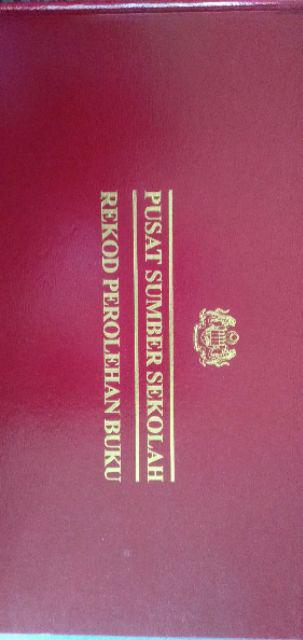 PUSAT SUMBER SEKOLAH
REKOD PEROLEHAN BUKU